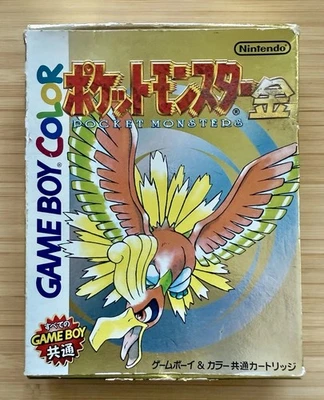 Nintendo
ポケットモンスター金
POCKET MONSTERS
GAME BOY COLOR
すべての
GAME BOY
共通
ゲームボーイ & カラー共通カートリッジ